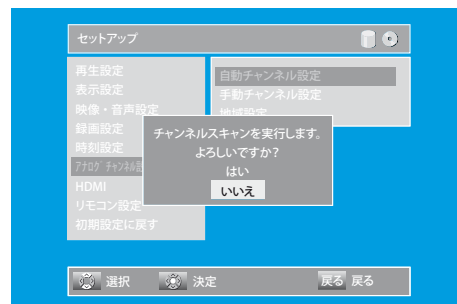 セットアップ
再生設定
表示設定
映像・音声設定
録画設定
時刻設定
アナログ チャンネル
HDMI
リモコン設定
初期設定に戻す
自動チャンネル設定
手動チャンネル設定
地域設定
チャンネルスキャンを実行します。
よろしいですか？
はい
いいえ
選択
決定
戻る 戻る